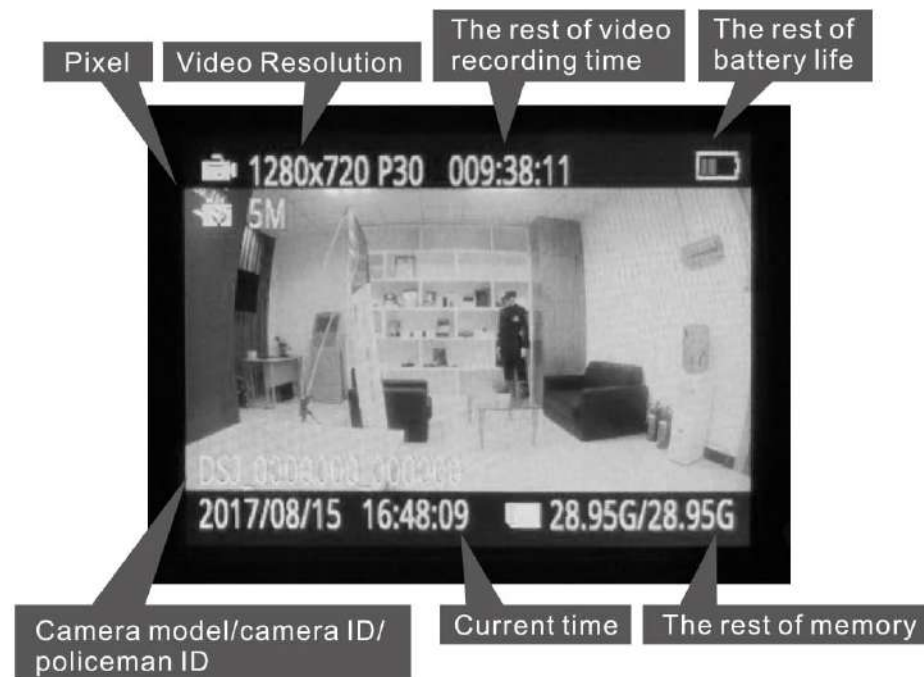 The rest of video
recording time
The rest of
battery life
Pixel
Video Resolution
1280x720 P30 009:38:11
5M
2017/08/15 16:48:09 28.95G/28.95G
Camera model/camera ID/
policeman ID
Current time
The rest of memory